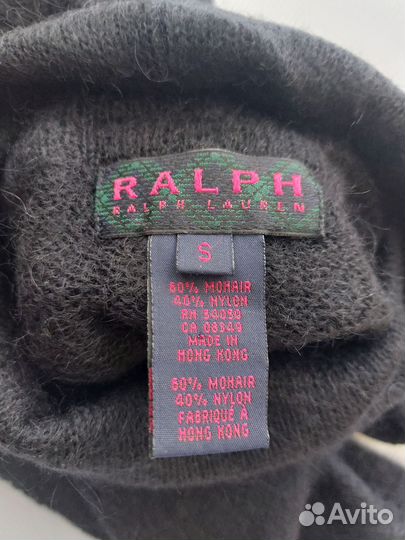 RALPH
RALPH LAUREN
S
60% MOHAIR
40% NYLON
RN 54050
CA 08349
MADE IN
HONG KONG
60% MOHAIR
40% NYLON
FABRIQUÉ À
HONG KONG
Avito